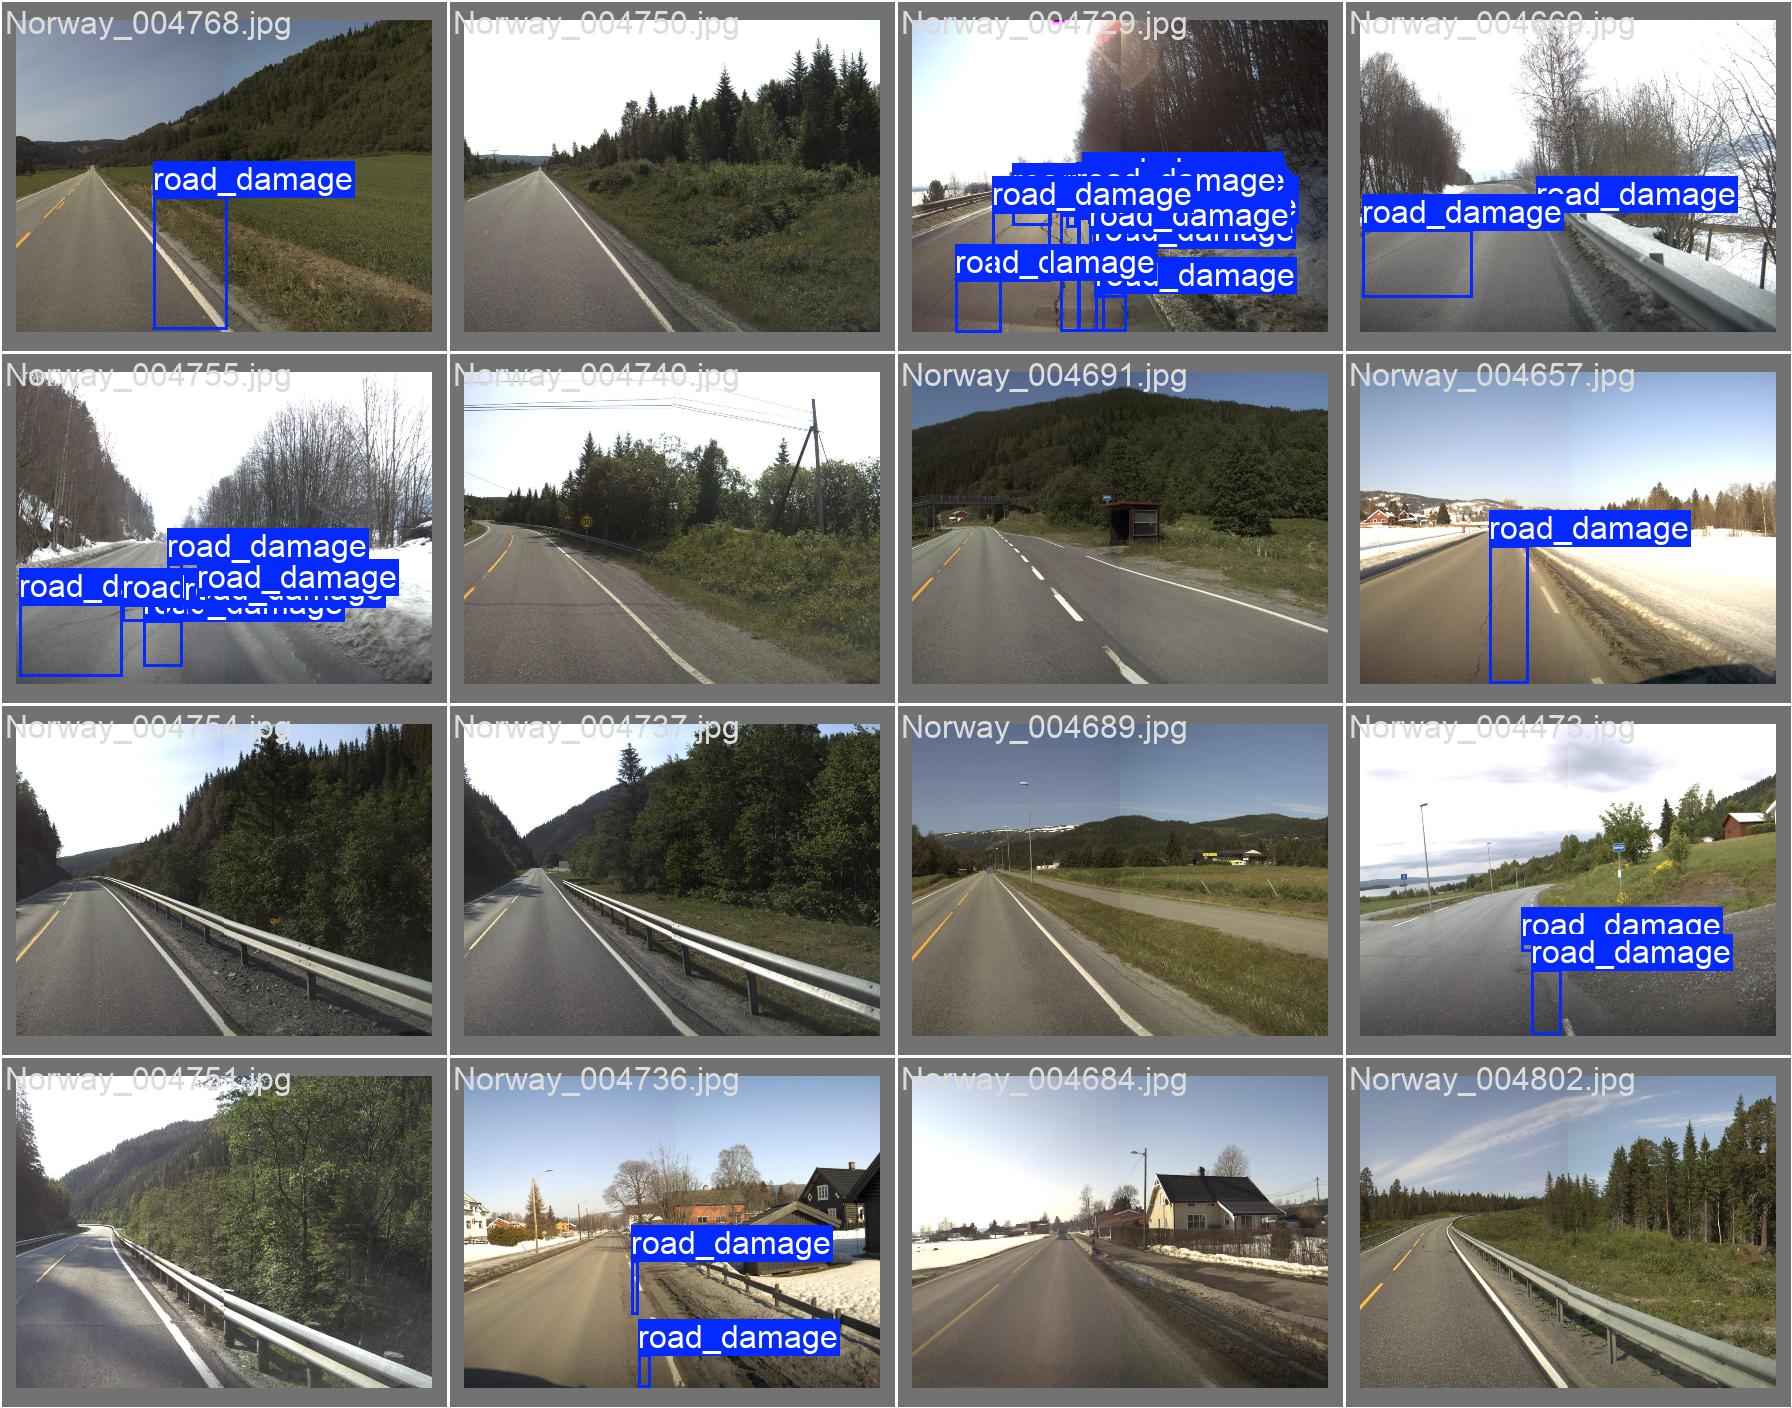 Norway_004768.jpg
road_damage
Norway_004750.jpg
Norway_004729.jpg
road_damage
road_damage
road_damage
road_damage
road_damage
Norway_004669.jpg
road_damage
road_damage
Norway_004755.jpg
road_damage
road_damage
road_damage
Norway_004740.jpg
50
Norway_004691.jpg
Norway_004657.jpg
road_damage
Norway_004754.jpg
Norway_004737.jpg
Norway_004689.jpg
Norway_004473.jpg
road_damage
road_damage
Norway_004751.jpg
Norway_004736.jpg
road_damage
road_damage
Norway_004684.jpg
Norway_004802.jpg